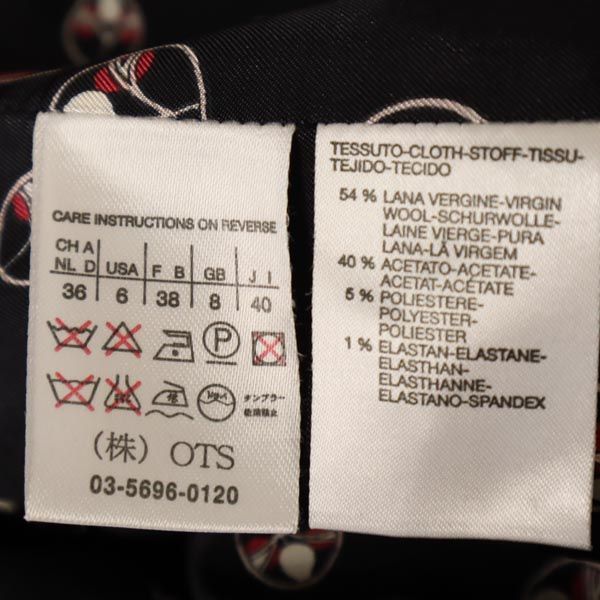 CARE INSTRUCTIONS ON REVERSE
CH A USA F B GB J I
NL D
36 6 38 8 40
P
タンブラー
乾燥禁止
(株) OTS
03-5696-0120
TESSUTO-CLOTH-STOFF-TISSU-
TEJIDO-TECIDO
54 % LANA VERGINE-VIRGIN
WOOL-SCHURWOLLE-
LAINE VIERGE-PURA
LANA-LÃ VIRGEM
40 % ACETATO-ACETATE-
ACETAT-ACÉTATE
5 % POLIESTERE-
POLYESTER-
POLIESTER
1 % ELASTAN-ELASTANE-
ELASTHAN-
ELASTHANNE-
ELASTANO-SPANDEX